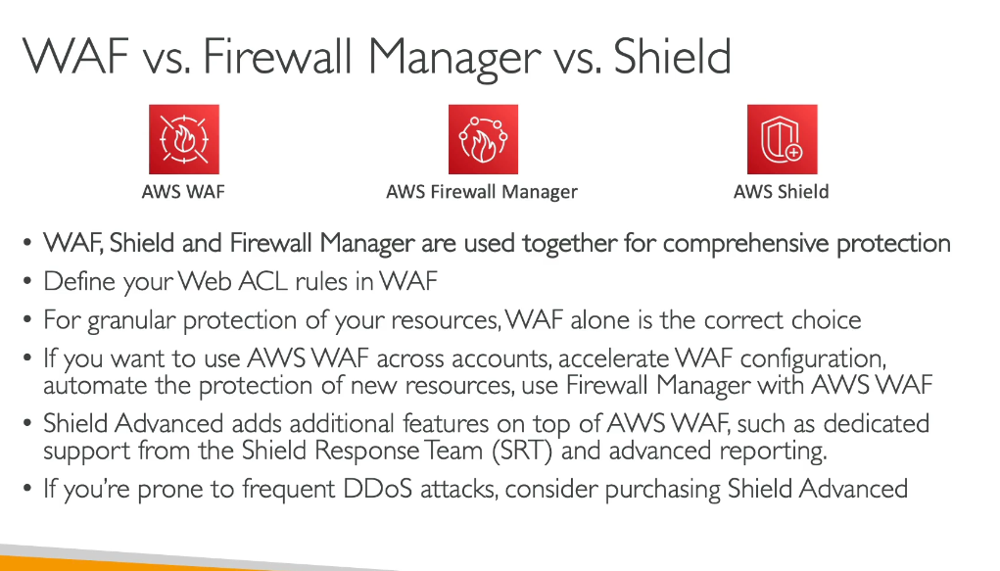 WAF vs. Firewall Manager vs. Shield
AWS WAF
AWS Firewall Manager
AWS Shield
• WAF, Shield and Firewall Manager are used together for comprehensive protection
• Define your Web ACL rules in WAF
• For granular protection of your resources, WAF alone is the correct choice
• If you want to use AWS WAF across accounts, accelerate WAF configuration,
automate the protection of new resources, use Firewall Manager with AWS WAF
• Shield Advanced adds additional features on top of AWS WAF, such as dedicated
support from the Shield Response Team (SRT) and advanced reporting.
• If you're prone to frequent DDoS attacks, consider purchasing Shield Advanced